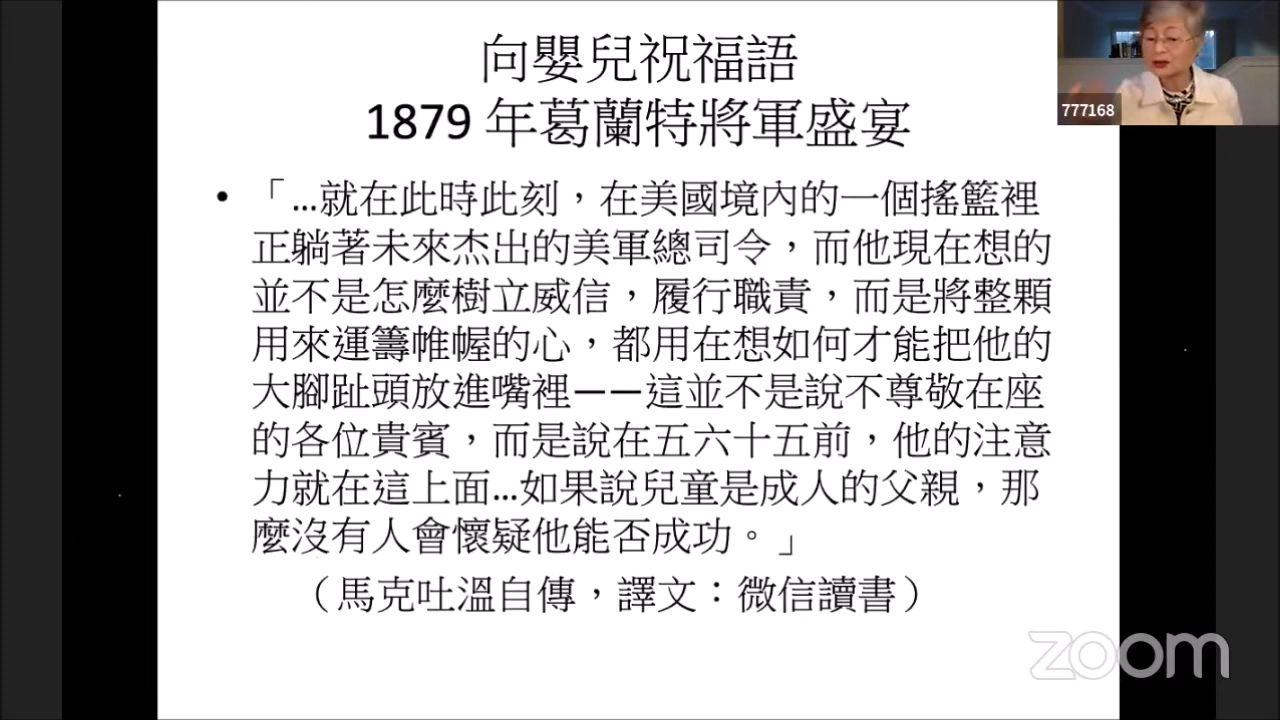 向嬰兒祝福語
1879 年葛蘭特將軍盛宴
777168
• 「...就在此時此刻，在美國境內的一個搖籃裡
正躺著未來杰出的美軍總司令，而他現在想的
並不是怎麼樹立威信，履行職責，而是將整顆
用來運籌帷幄的心，都用在想如何才能把他的
大腳趾頭放進嘴裡——這並不是說不尊敬在座
的各位貴賓，而是說在五六十五前，他的注意
力就在這上面...如果說兒童是成人的父親，那
麼沒有人會懷疑他能否成功。」
（馬克吐溫自傳，譯文：微信讀書）
zoom